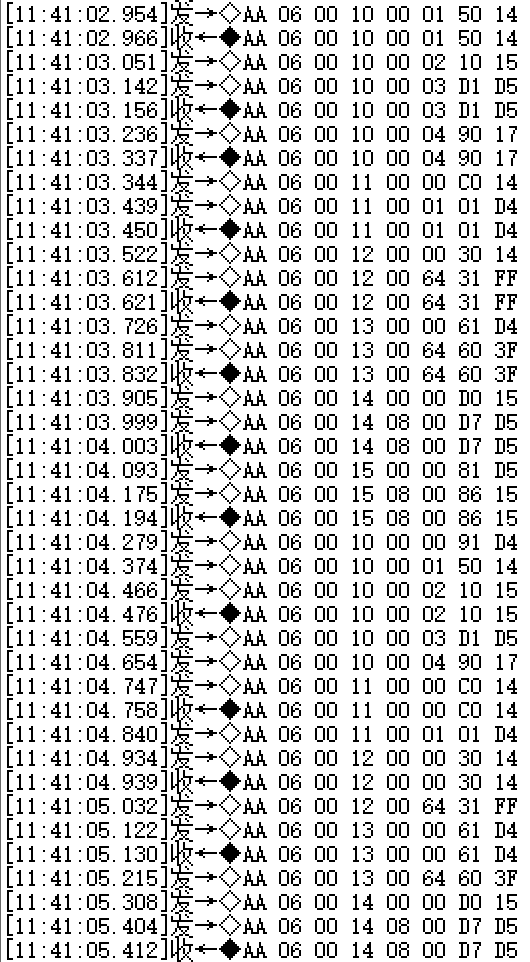 [11:41:02.954]发→◇AA 06 00 10 00 01 50 14
[11:41:02.966]收←◆AA 06 00 10 00 01 50 14
[11:41:03.051]发→◇AA 06 00 10 00 02 10 15
[11:41:03.142]发→◇AA 06 00 10 00 03 D1 D5
[11:41:03.156]收←◆AA 06 00 10 00 03 D1 D5
[11:41:03.236]发→◇AA 06 00 10 00 04 90 17
[11:41:03.337]收←◆AA 06 00 10 00 04 90 17
[11:41:03.344]发→◇AA 06 00 11 00 00 C0 14
[11:41:03.439]发→◇AA 06 00 11 00 01 01 D4
[11:41:03.450]收←◆AA 06 00 11 00 01 01 D4
[11:41:03.522]发→◇AA 06 00 12 00 00 30 14
[11:41:03.612]发→◇AA 06 00 12 00 64 31 FF
[11:41:03.621]收←◆AA 06 00 12 00 64 31 FF
[11:41:03.726]发→◇AA 06 00 13 00 00 61 D4
[11:41:03.811]发→◇AA 06 00 13 00 64 60 3F
[11:41:03.832]收←◆AA 06 00 13 00 64 60 3F
[11:41:03.905]发→◇AA 06 00 14 00 00 D0 15
[11:41:03.999]发→◇AA 06 00 14 08 00 D7 D5
[11:41:04.003]收←◆AA 06 00 14 08 00 D7 D5
[11:41:04.093]发→◇AA 06 00 15 00 00 81 D5
[11:41:04.175]发→◇AA 06 00 15 08 00 86 15
[11:41:04.194]收←◆AA 06 00 15 08 00 86 15
[11:41:04.279]发→◇AA 06 00 10 00 00 91 D4
[11:41:04.374]发→◇AA 06 00 10 00 01 50 14
[11:41:04.466]发→◇AA 06 00 10 00 02 10 15
[11:41:04.476]收←◆AA 06 00 10 00 02 10 15
[11:41:04.559]发→◇AA 06 00 10 00 03 D1 D5
[11:41:04.654]发→◇AA 06 00 10 00 04 90 17
[11:41:04.747]发→◇AA 06 00 11 00 00 C0 14
[11:41:04.758]收←◆AA 06 00 11 00 00 C0 14
[11:41:04.840]发→◇AA 06 00 11 00 01 01 D4
[11:41:04.934]发→◇AA 06 00 12 00 00 30 14
[11:41:04.939]收←◆AA 06 00 12 00 00 30 14
[11:41:05.032]发→◇AA 06 00 12 00 64 31 FF
[11:41:05.122]发→◇AA 06 00 13 00 00 61 D4
[11:41:05.130]收←◆AA 06 00 13 00 00 61 D4
[11:41:05.215]发→◇AA 06 00 13 00 64 60 3F
[11:41:05.308]发→◇AA 06 00 14 00 00 D0 15
[11:41:05.404]发→◇AA 06 00 14 08 00 D7 D5
[11:41:05.412]收←◆AA 06 00 14 08 00 D7 D5